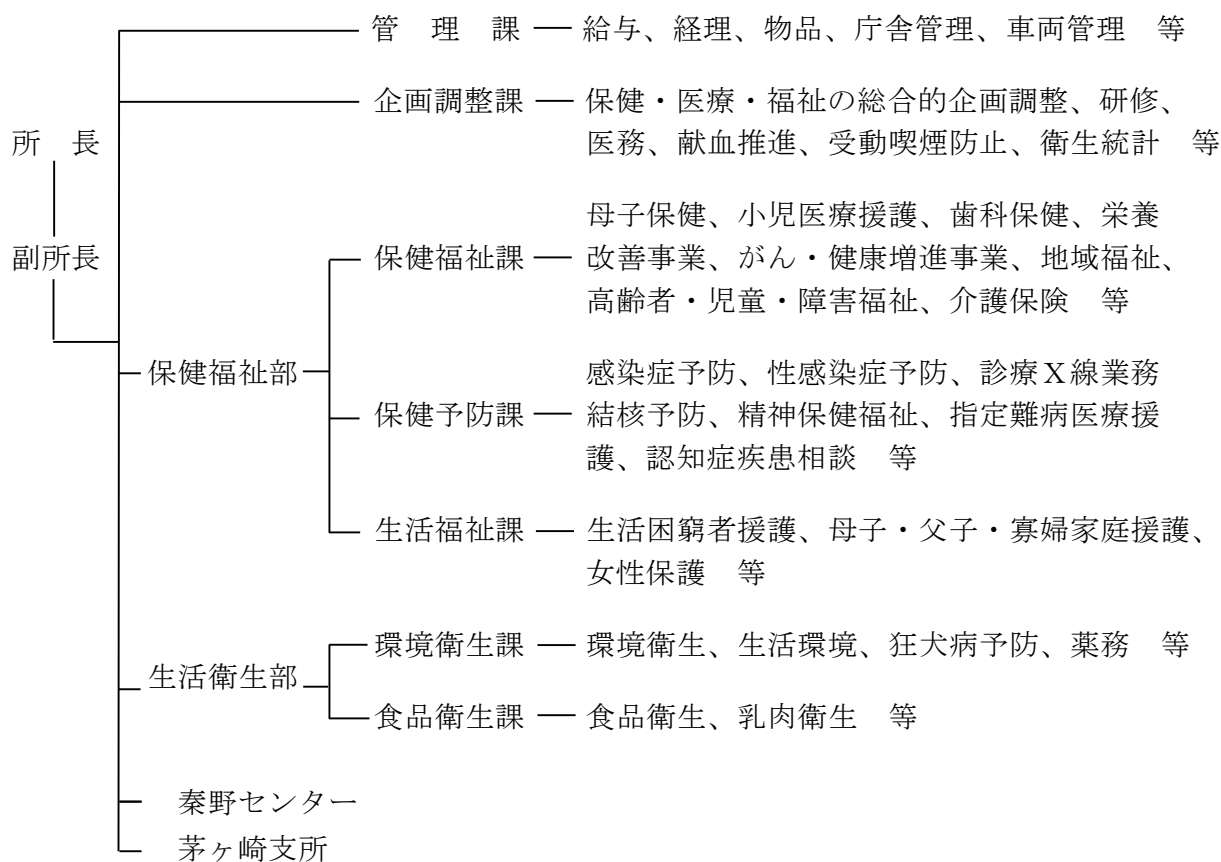 管　理　課
給与、経理、物品、庁舎管理、車両管理　等
企画調整課
保健・医療・福祉の総合的企画調整、研修、
医務、献血推進、受動喫煙防止、衛生統計　等
所　長
副所長
保健福祉課
母子保健、小児医療援護、歯科保健、栄養
改善事業、がん・健康増進事業、地域福祉、
高齢者・児童・障害福祉、介護保険　等
保健福祉部
保健予防課
感染症予防、性感染症予防、診療Ｘ線業務
結核予防、精神保健福祉、指定難病医療援
護、認知症疾患相談　等
生活福祉課
生活困窮者援護、母子・父子・寡婦家庭援護、
女性保護　等
生活衛生部
環境衛生課
環境衛生、生活環境、狂犬病予防、薬務　等
食品衛生課
食品衛生、乳肉衛生　等
秦野センター
茅ヶ崎支所